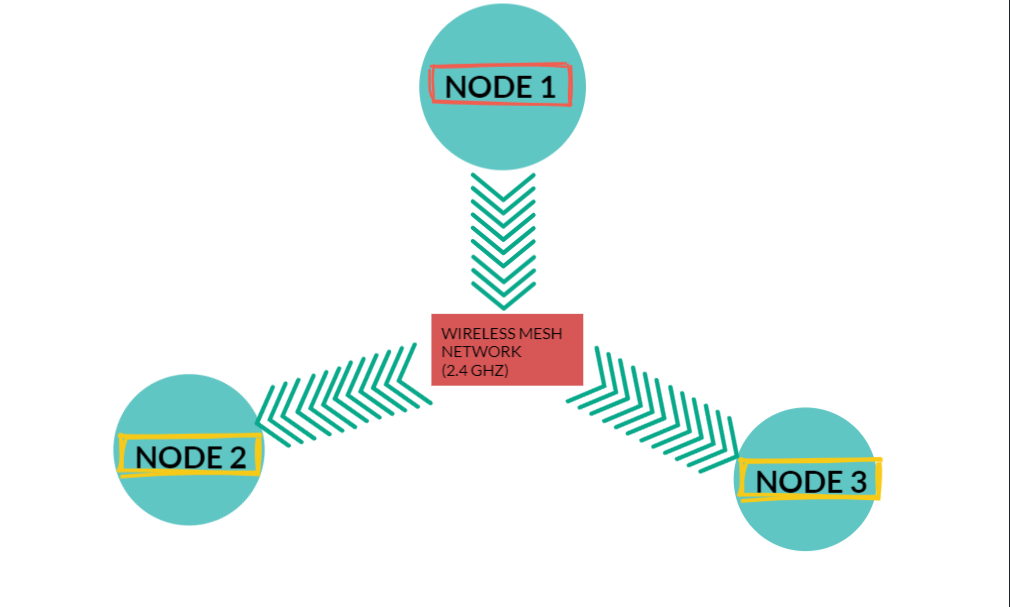 NODE 1
WIRELESS MESH
NETWORK
(2.4 GHZ)
NODE 2
NODE 3